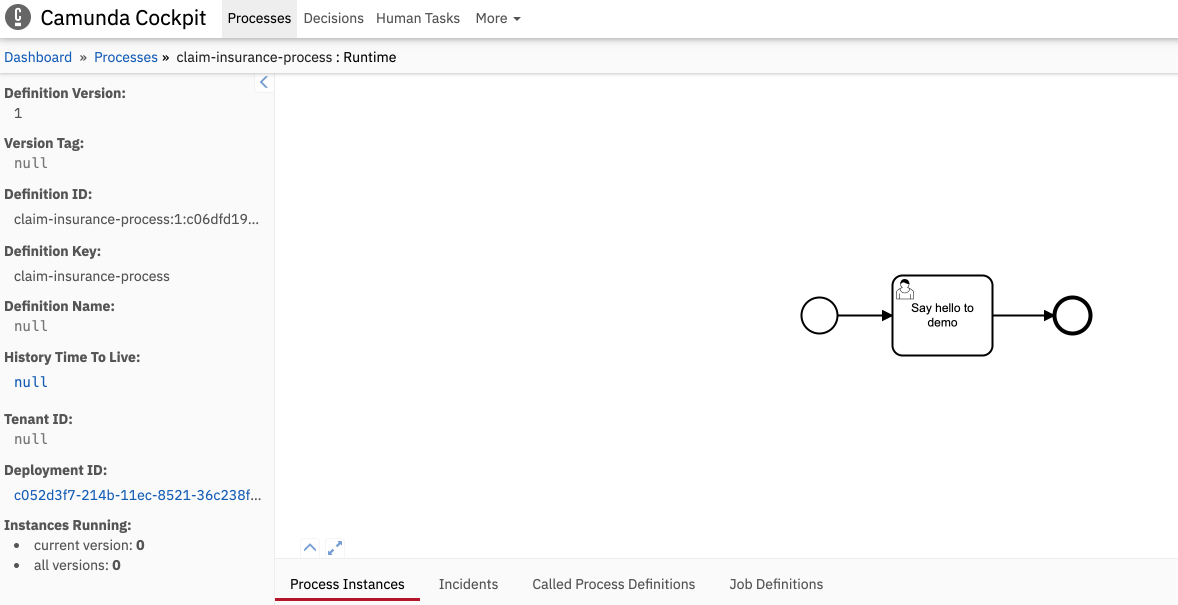 Camunda Cockpit Processes Decisions Human Tasks More
Dashboard » Processes » claim-insurance-process : Runtime
Definition Version:
1
Version Tag:
null
Definition ID:
claim-insurance-process:1:c06dfd19...
Definition Key:
claim-insurance-process
Definition Name:
null
History Time To Live:
null
Tenant ID:
null
Deployment ID:
c052d3f7-214b-11ec-8521-36c238f...
Instances Running:
• current version: 0
• all versions: 0
Say hello to
demo
Process Instances Incidents Called Process Definitions Job Definitions